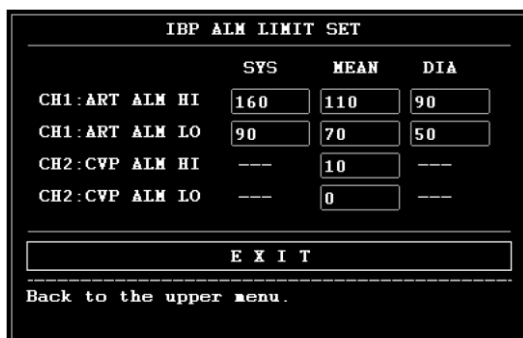 IBP ALM LIMIT SET
SYS MEAN DIA
CH1:ART ALM HI 160 110 90
CH1:ART ALM LO 90 70 50
CH2:CVP ALM HI --- 10 ---
CH2:CVP ALM LO --- 0 ---
E X I T
Back to the upper menu.